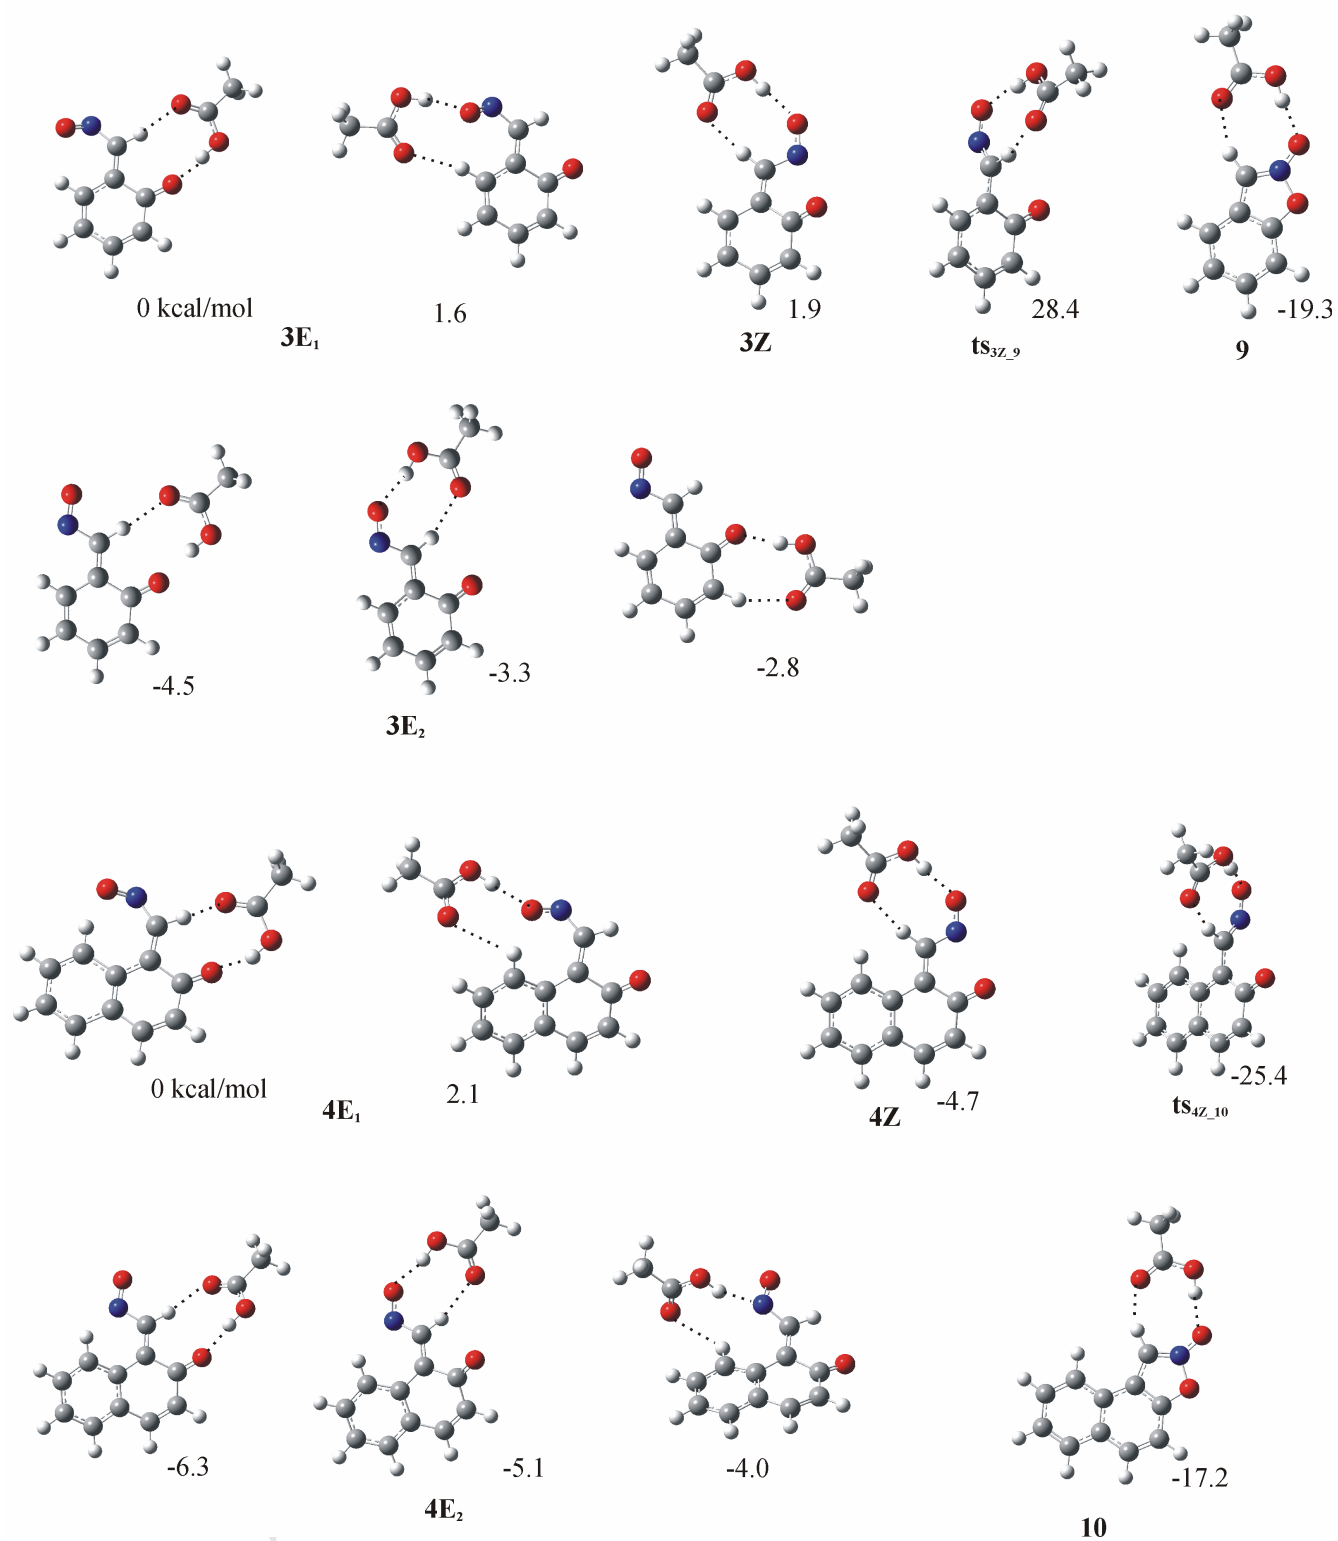 0 kcal/mol
1.6
3E₁
1.9
3Z
28.4
ts₃Z_₉
-19.3
9
-4.5
-3.3
-2.8
3E₂
0 kcal/mol
2.1
4E₁
-4.7
4Z
-25.4
ts₄Z_₁₀
-6.3
-5.1
-4.0
4E₂
-17.2
10